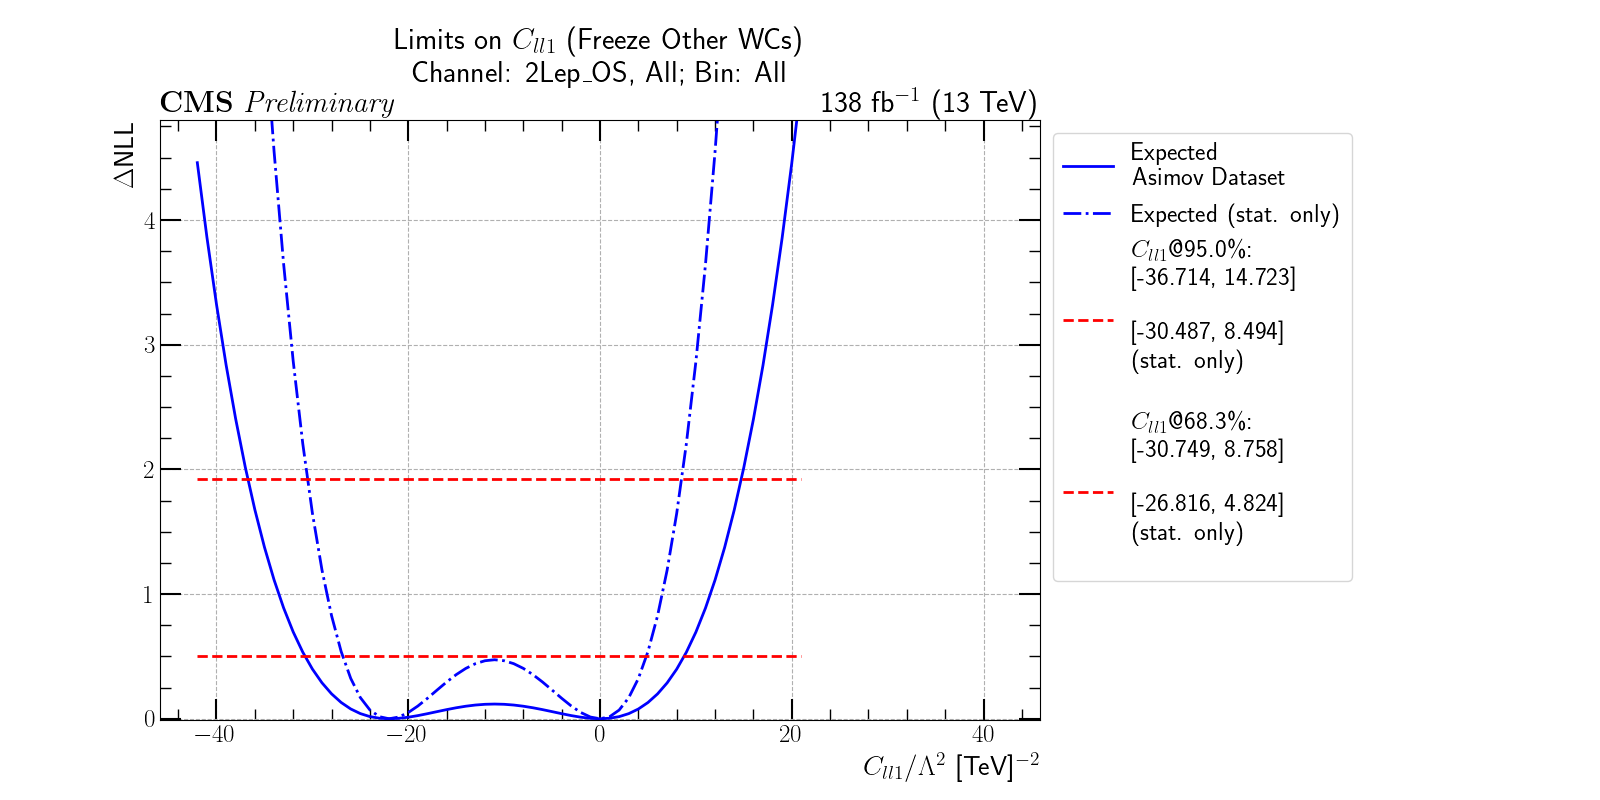 Limits on C_{ll1} (Freeze Other WCs)
Channel: 2Lep_OS, All; Bin: All
CMS Preliminary
138 fb^{-1} (13 TeV)
ΔNLL
4
3
2
1
0
−40
−20
0
20
40
C_{ll1}/Λ^{2} [TeV]^{−2}
Expected
Asimov Dataset
Expected (stat. only)
C_{ll1}@95.0%:
[-36.714, 14.723]
[-30.487, 8.494]
(stat. only)
C_{ll1}@68.3%:
[-30.749, 8.758]
[-26.816, 4.824]
(stat. only)